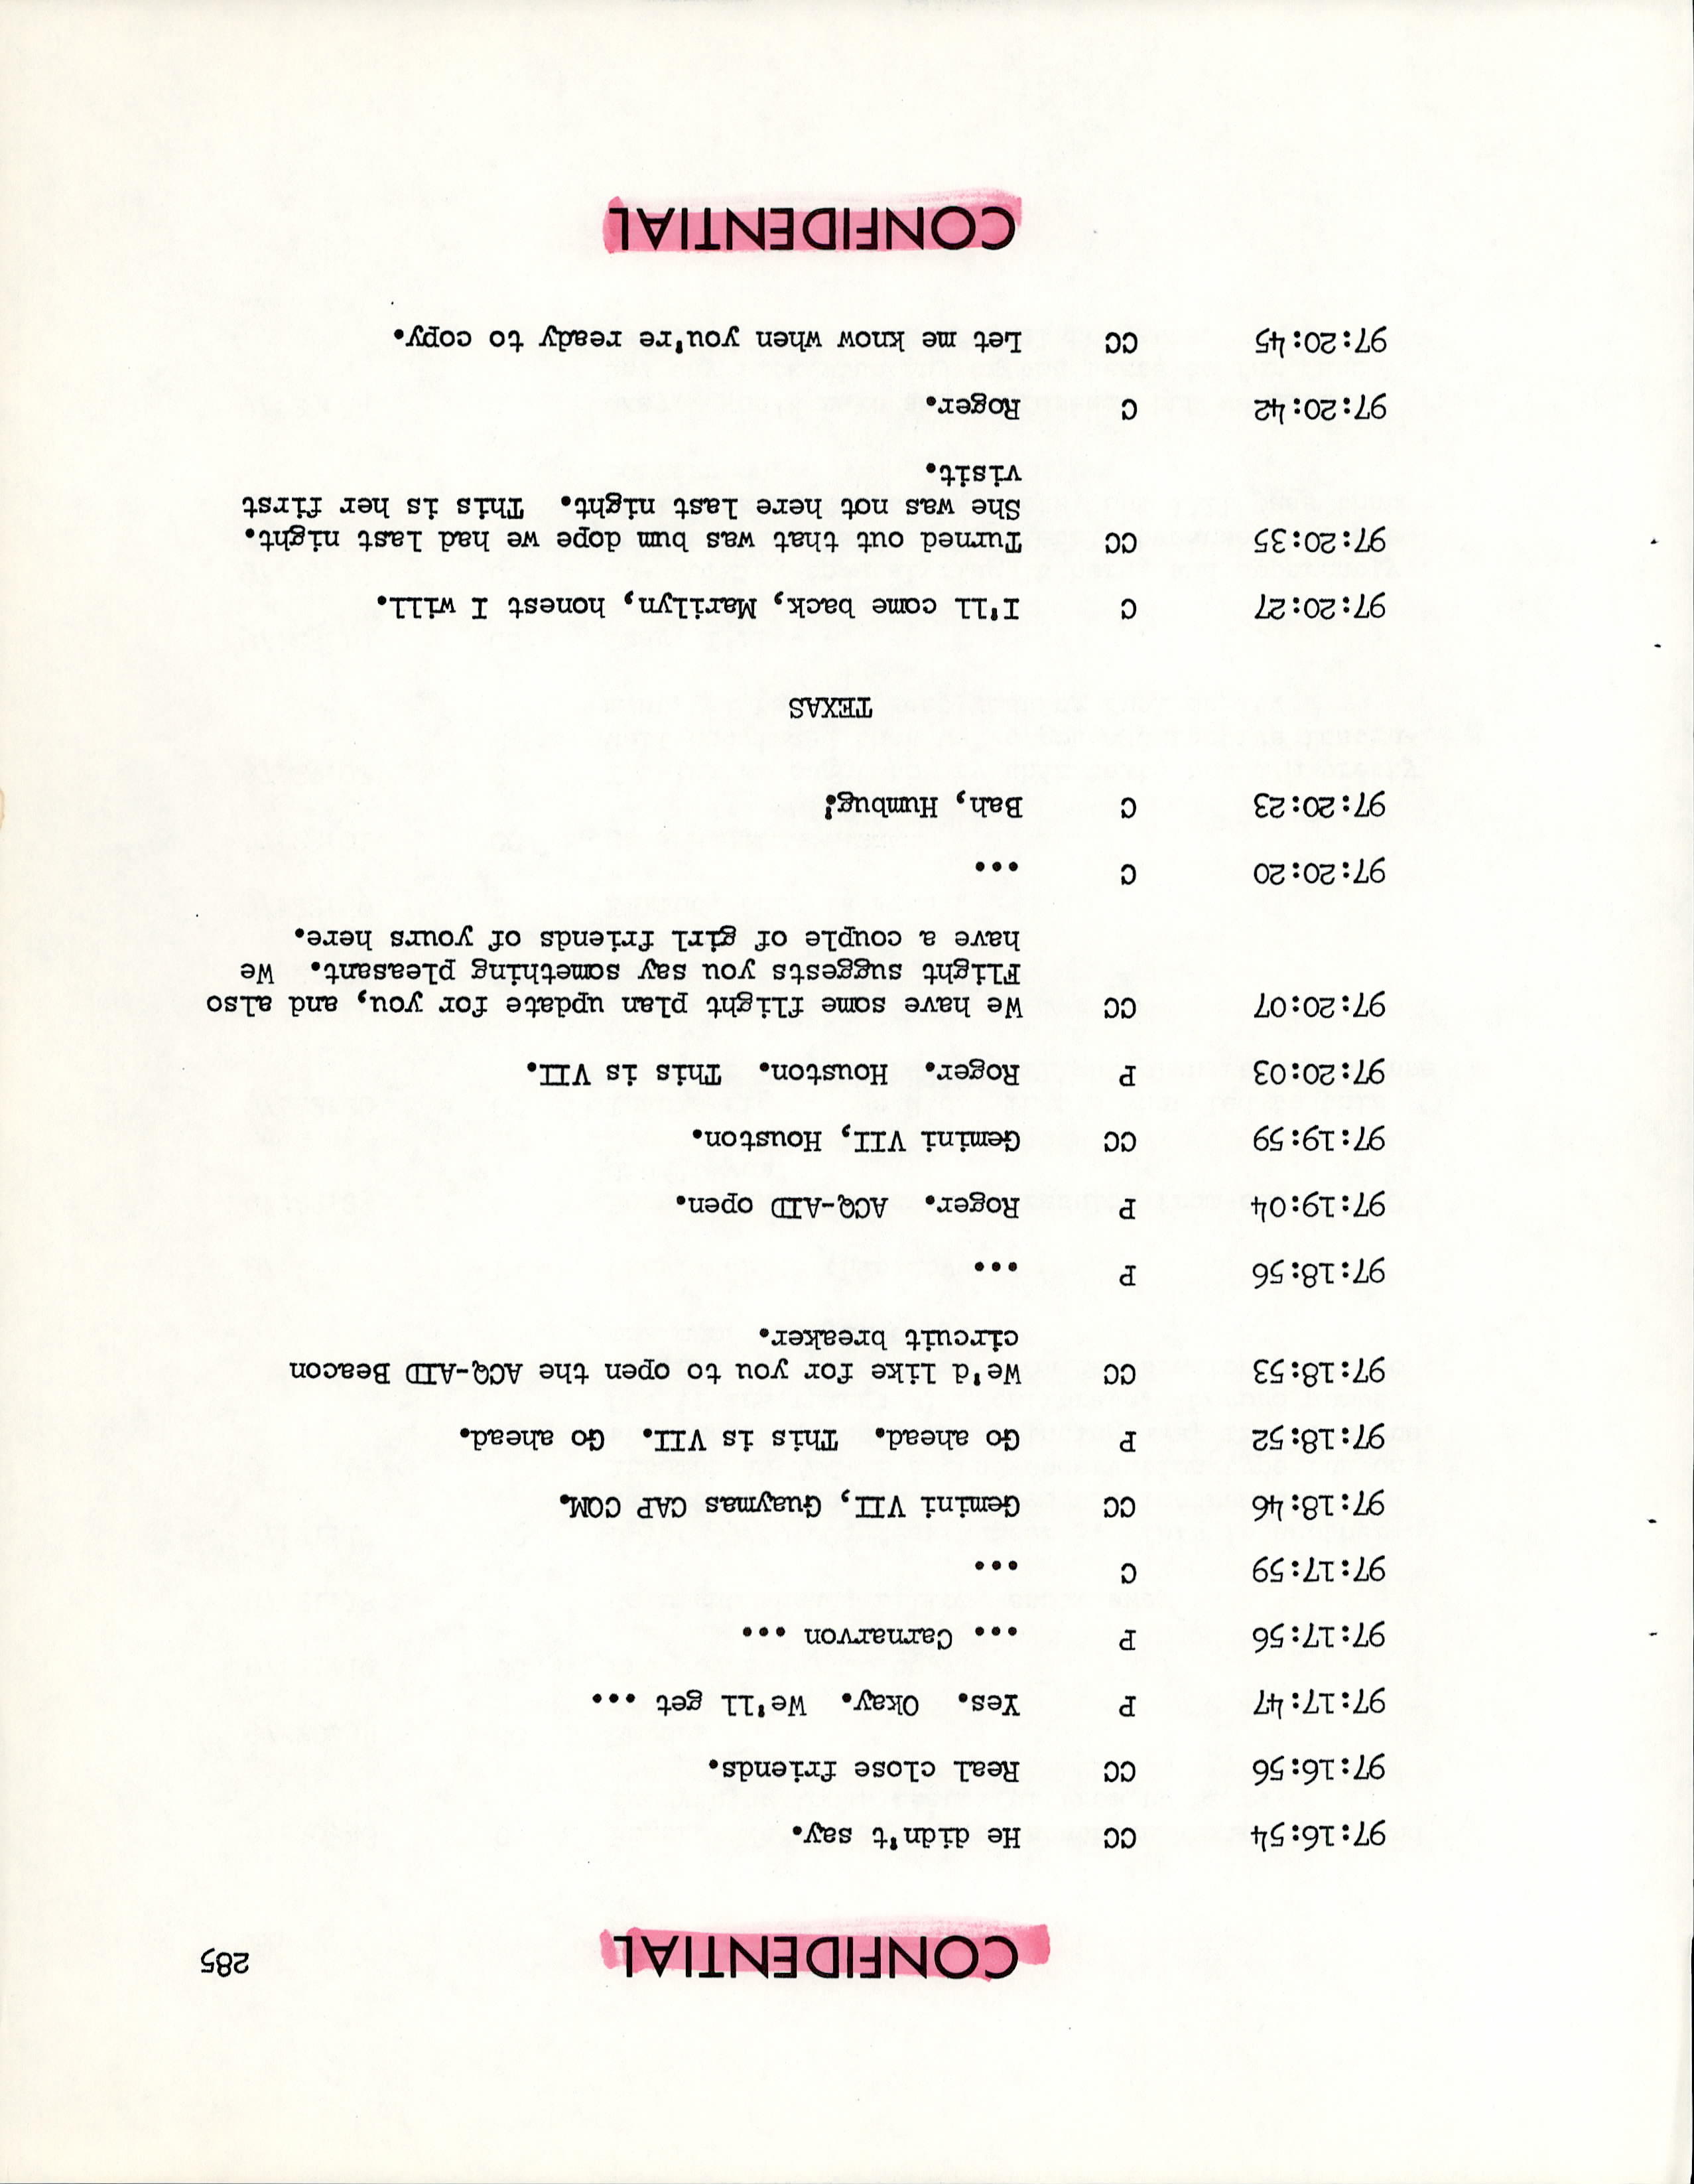 CONFIDENTIAL 285
97:16:54 CC He didn't say.
97:16:56 CC Real close friends.
97:17:47 P Yes. Okay. We'll get ...
97:17:56 P ... Carnarvon ...
97:17:59 C ...
97:18:46 CC Gemini VII, Guaymas CAP COM.
97:18:52 P Go ahead. This is VII. Go ahead.
97:18:53 CC We'd like for you to open the ACQ-AID Beacon
circuit breaker.
97:18:56 P ...
97:19:04 P Roger. ACQ-AID open.
97:19:59 CC Gemini VII, Houston.
97:20:03 P Roger. Houston. This is VII.
97:20:07 CC We have some flight plan update for you, and also
Flight suggests you say something pleasant. We
have a couple of girl friends of yours here.
97:20:20 C ...
97:20:23 C Bah, Humbug!
TEXAS
97:20:27 C I'll come back, Marilyn, honest I will.
97:20:35 CC Turned out that was bum dope we had last night.
She was not here last night. This is her first
visit.
97:20:42 C Roger.
97:20:45 CC Let me know when you're ready to copy.
CONFIDENTIAL